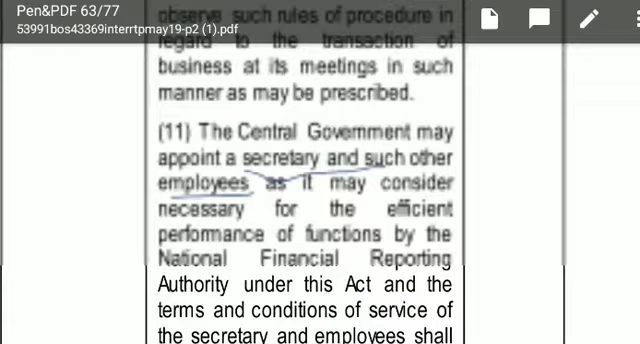 Pen&PDF 63/77
53991bos43369interrtpmay19-p2 (1).pdf
observe such rules of procedure in
regard to the transaction of
business at its meetings in such
manner as may be prescribed.
(11) The Central Government may
appoint a secretary and such other
employees as it may consider
necessary for the efficient
performance of functions by the
National Financial Reporting
Authority under this Act and the
terms and conditions of service of
the secretary and employees shall